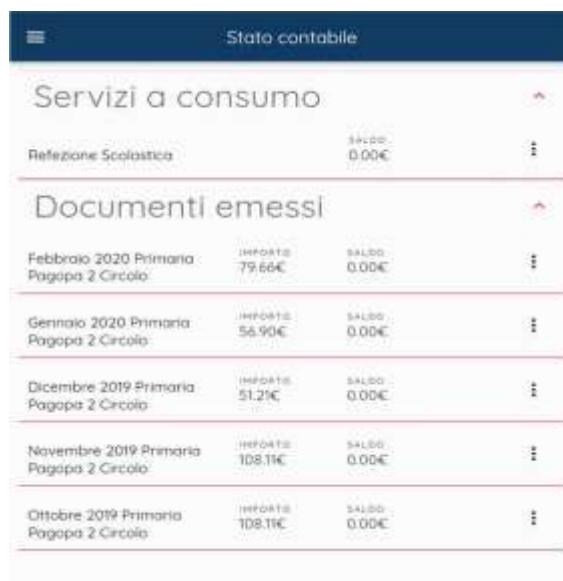 Stato contabile
Servizi a consumo
SALDO
Refezione Scolastica 0.00€
Documenti emessi
IMPORTO SALDO
Febbraio 2020 Primaria 79.66€ 0.00€
Pagopa 2 Circolo
IMPORTO SALDO
Gennaio 2020 Primaria 56.90€ 0.00€
Pagopa 2 Circolo
IMPORTO SALDO
Dicembre 2019 Primaria 51.21€ 0.00€
Pagopa 2 Circolo
IMPORTO SALDO
Novembre 2019 Primaria 108.11€ 0.00€
Pagopa 2 Circolo
IMPORTO SALDO
Ottobre 2019 Primaria 108.11€ 0.00€
Pagopa 2 Circolo